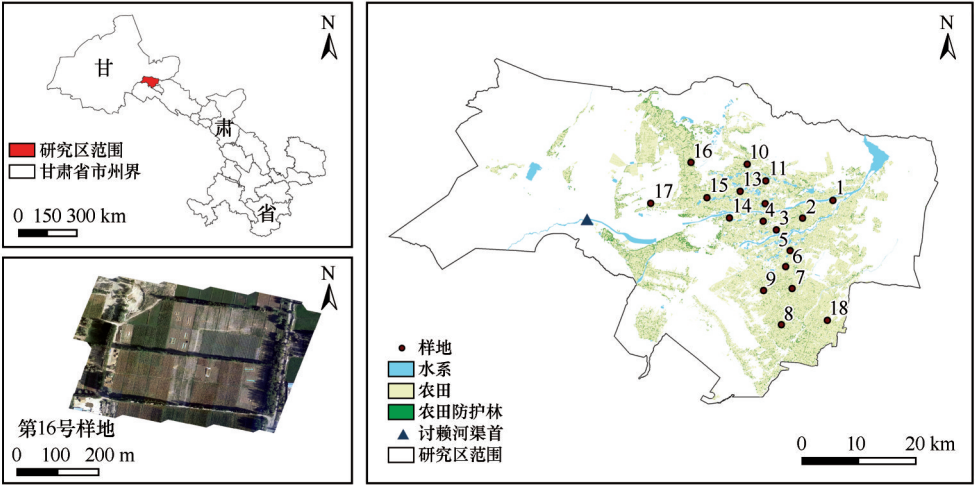 N
甘
肃
省
研究区范围
甘肃省市州界
0 150 300 km
N
第16号样地
0 100 200 m
N
16
10
11
13
17
15
1
14
4
2
3
5
6
9
7
8
18
样地
水系
农田
农田防护林
讨赖河渠首
研究区范围
0 10 20 km